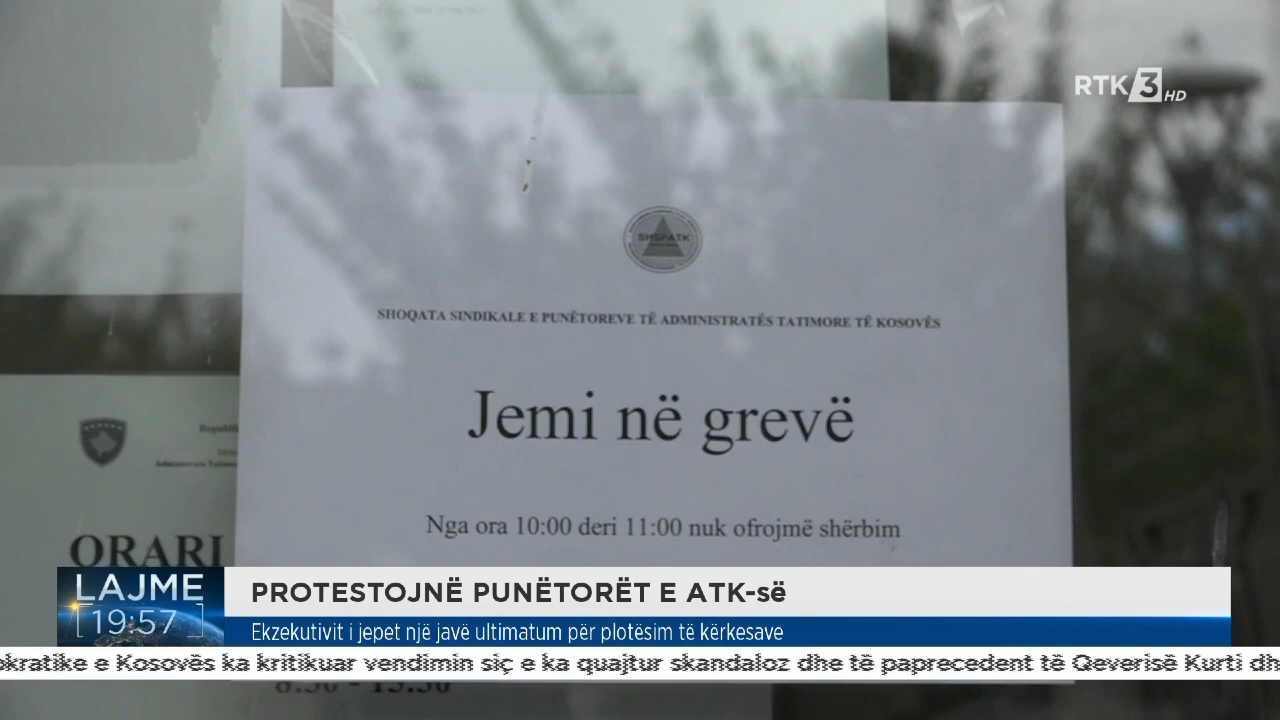 RTK 3 HD
SHSPATK
SHOQATA SINDIKALE E PUNËTOREVE TË ADMINISTRATËS TATIMORE TË KOSOVËS
Jemi në grevë
Nga ora 10:00 deri 11:00 nuk ofrojmë shërbim
ORARI
LAJME
19:57
PROTESTOJNË PUNËTORËT E ATK-së
Ekzekutivit i jepet një javë ultimatum për plotësim të kërkesave
okratike e Kosovës ka kritikuar vendimin siç e ka quajtur skandaloz dhe të paprecedent të Qeverisë Kurti dh